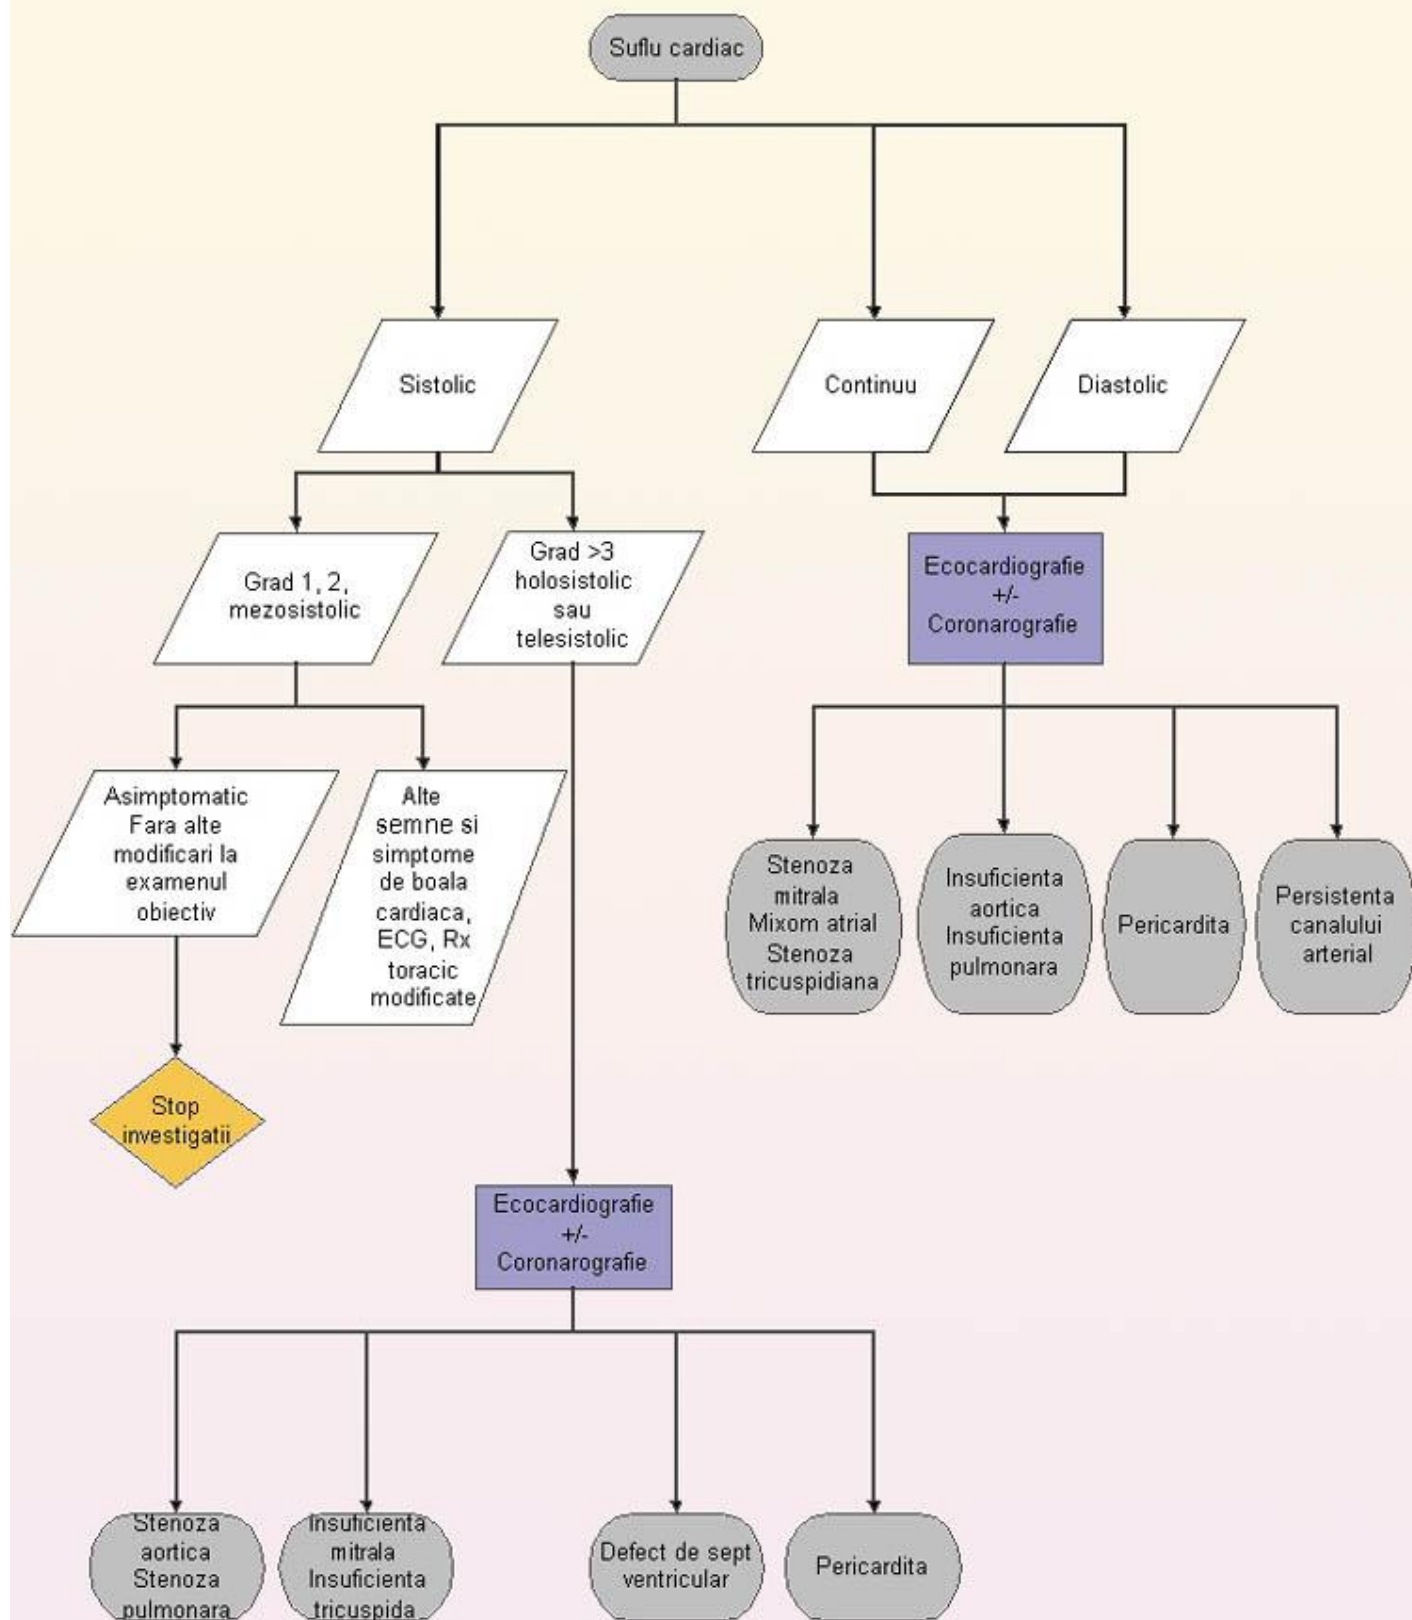 Suflu cardiac
Sistolic
Continuu
Diastolic
Grad 1, 2,
mezosistolic
Grad >3
holosistolic
sau
telesistolic
Ecocardiografie
+/-
Coronarografie
Asimptomatic
Fara alte
modificari la
examenul
obiectiv
Alte
semne si
simptome
de boala
cardiaca,
ECG, Rx
toracic
modificate
Stenoza
mitrala
Mixom atrial
Stenoza
tricuspidiana
Insuficienta
aortica
Insuficienta
pulmonara
Pericardita
Persistenta
canalului
arterial
Stop
investigatii
Ecocardiografie
+/-
Coronarografie
Stenoza
aortica
Stenoza
pulmonara
Insuficienta
mitrala
Insuficienta
tricuspida
Defect de sept
ventricular
Pericardita